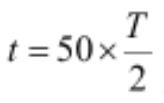 t = 50 × T/2